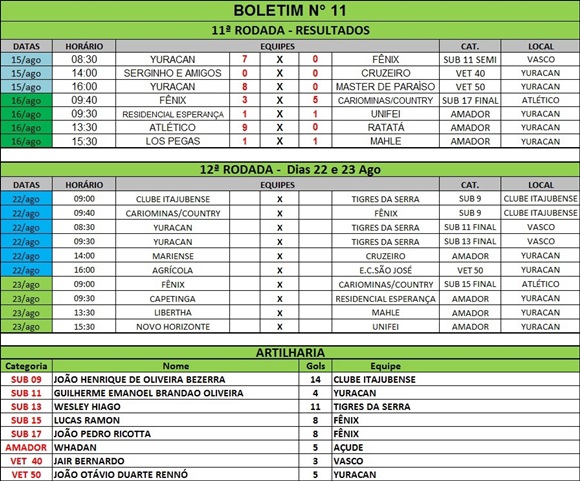 BOLETIM N° 11
11ª RODADA - RESULTADOS
DATAS HORÁRIO EQUIPES CAT. LOCAL
15/ago 08:30 YURACAN 7 X 0 FÊNIX SUB 11 SEMI VASCO
15/ago 14:00 SERGINHO E AMIGOS 0 X 0 CRUZEIRO VET 40 YURACAN
15/ago 16:00 YURACAN 8 X 0 MASTER DE PARAÍSO VET 50 YURACAN
16/ago 09:40 FÊNIX 3 X 5 CARIOMINAS/COUNTRY SUB 17 FINAL ATLÉTICO
16/ago 09:30 RESIDENCIAL ESPERANÇA 1 X 1 UNIFEI AMADOR YURACAN
16/ago 13:30 ATLÉTICO 9 X 0 RATATÁ AMADOR YURACAN
16/ago 15:30 LOS PEGAS 1 X 1 MAHLE AMADOR YURACAN
12ª RODADA - Dias 22 e 23 Ago
DATAS HORÁRIO EQUIPES CAT. LOCAL
22/ago 09:00 CLUBE ITAJUBENSE X TIGRES DA SERRA SUB 9 CLUBE ITAJUBENSE
22/ago 09:40 CARIOMINAS/COUNTRY X FÊNIX SUB 9 CLUBE ITAJUBENSE
22/ago 08:30 YURACAN X TIGRES DA SERRA SUB 11 FINAL VASCO
22/ago 09:30 YURACAN X TIGRES DA SERRA SUB 13 FINAL VASCO
22/ago 14:00 MARIENSE X CRUZEIRO AMADOR YURACAN
22/ago 16:00 AGRÍCOLA X E.C.SÃO JOSÉ VET 50 YURACAN
23/ago 09:00 FÊNIX X CARIOMINAS/COUNTRY SUB 15 FINAL ATLÉTICO
23/ago 09:30 CAPETINGA X RESIDENCIAL ESPERANÇA AMADOR YURACAN
23/ago 13:30 LIBERTHA X MAHLE AMADOR YURACAN
23/ago 15:30 NOVO HORIZONTE X UNIFEI AMADOR YURACAN
ARTILHARIA
Categoria Nome Gols Equipe
SUB 09 JOÃO HENRIQUE DE OLIVEIRA BEZERRA 14 CLUBE ITAJUBENSE
SUB 11 GUILHERME EMANOEL BRANDAO OLIVEIRA 4 YURACAN
SUB 13 WESLEY HIAGO 11 TIGRES DA SERRA
SUB 15 LUCAS RAMON 8 FÊNIX
SUB 17 JOÃO PEDRO RICOTTA 8 FÊNIX
AMADOR WHADAN 5 AÇUDE
VET 40 JAIR BERNARDO 3 VASCO
VET 50 JOÃO OTÁVIO DUARTE RENNÓ 5 YURACAN